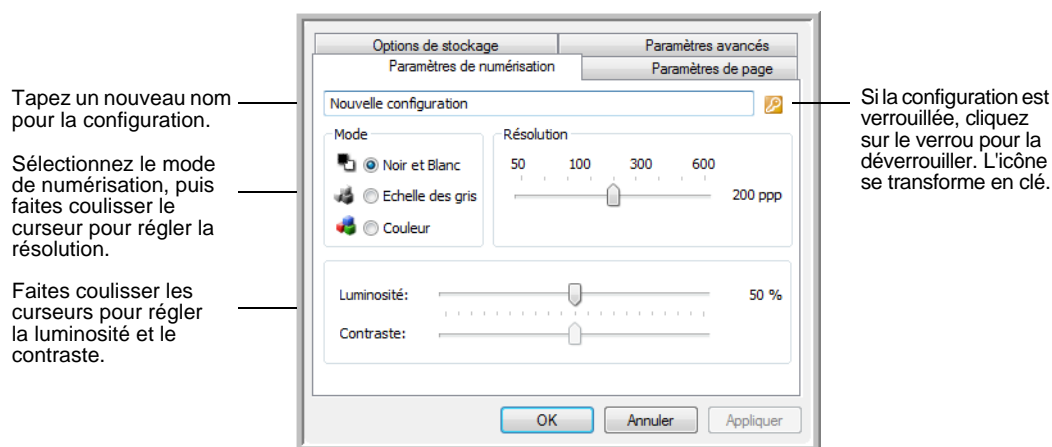 Options de stockage
Paramètres avancés
Paramètres de numérisation
Paramètres de page
Tapez un nouveau nom
pour la configuration.
Nouvelle configuration
Si la configuration est
verrouillée, cliquez
sur le verrou pour la
déverrouiller. L'icône
se transforme en clé.
Sélectionnez le mode
de numérisation, puis
faites coulisser le
curseur pour régler la
résolution.
Mode
Noir et Blanc
Echelle des gris
Couleur
Résolution
50 100 300 600
200 ppp
Faites coulisser les
curseurs pour régler
la luminosité et le
contraste.
Luminosité:
50 %
Contraste:
OK
Annuler
Appliquer